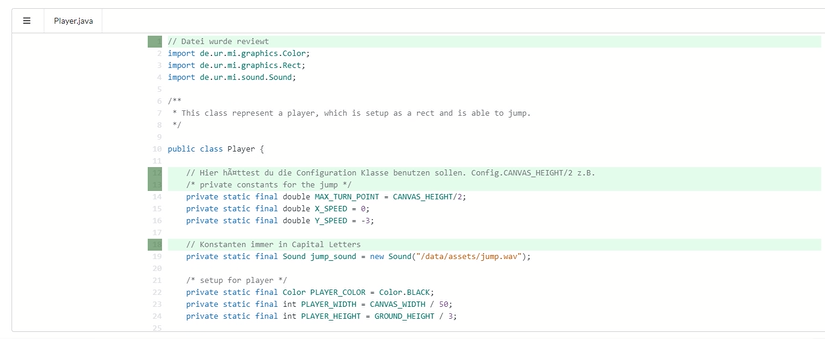 Player.java
1 // Datei wurde reviewt
2 import de.ur.mi.graphics.Color;
3 import de.ur.mi.graphics.Rect;
4 import de.ur.mi.sound.Sound;
5
6 /**
7 * This class represent a player, which is setup as a rect and is able to jump.
8 */
9
10 public class Player {
11
12 // Hier hÃ¤ttest du die Configuration Klasse benutzen sollen. Config.CANVAS_HEIGHT/2 z.B.
13 /* private constants for the jump */
14 private static final double MAX_TURN_POINT = CANVAS_HEIGHT/2;
15 private static final double X_SPEED = 0;
16 private static final double Y_SPEED = -3;
17
18 // Konstanten immer in Capital Letters
19 private static final Sound jump_sound = new Sound("/data/assets/jump.wav");
20
21 /* setup for player */
22 private static final Color PLAYER_COLOR = Color.BLACK;
23 private static final int PLAYER_WIDTH = CANVAS_WIDTH / 50;
24 private static final int PLAYER_HEIGHT = GROUND_HEIGHT / 3;
25